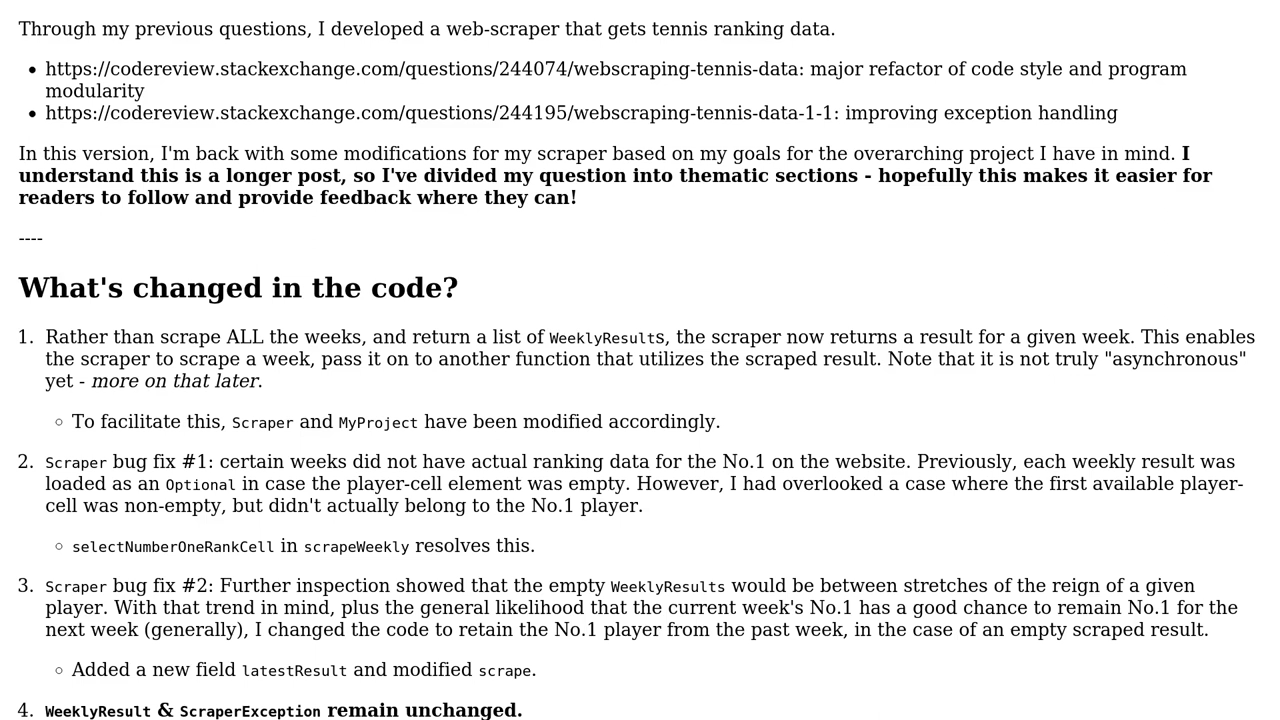 Through my previous questions, I developed a web-scraper that gets tennis ranking data.
• https://codereview.stackexchange.com/questions/244074/webscraping-tennis-data: major refactor of code style and program
modularity
• https://codereview.stackexchange.com/questions/244195/webscraping-tennis-data-1-1: improving exception handling
In this version, I'm back with some modifications for my scraper based on my goals for the overarching project I have in mind. I
understand this is a longer post, so I've divided my question into thematic sections - hopefully this makes it easier for
readers to follow and provide feedback where they can!
----
What's changed in the code?
1. Rather than scrape ALL the weeks, and return a list of WeeklyResults, the scraper now returns a result for a given week. This enables
the scraper to scrape a week, pass it on to another function that utilizes the scraped result. Note that it is not truly "asynchronous"
yet - more on that later.
◦ To facilitate this, Scraper and MyProject have been modified accordingly.
2. Scraper bug fix #1: certain weeks did not have actual ranking data for the No.1 on the website. Previously, each weekly result was
loaded as an Optional in case the player-cell element was empty. However, I had overlooked a case where the first available player-
cell was non-empty, but didn't actually belong to the No.1 player.
◦ selectNumberOneRankCell in scrapeWeekly resolves this.
3. Scraper bug fix #2: Further inspection showed that the empty WeeklyResults would be between stretches of the reign of a given
player. With that trend in mind, plus the general likelihood that the current week's No.1 has a good chance to remain No.1 for the
next week (generally), I changed the code to retain the No.1 player from the past week, in the case of an empty scraped result.
◦ Added a new field latestResult and modified scrape.
4. WeeklyResult & ScraperException remain unchanged.